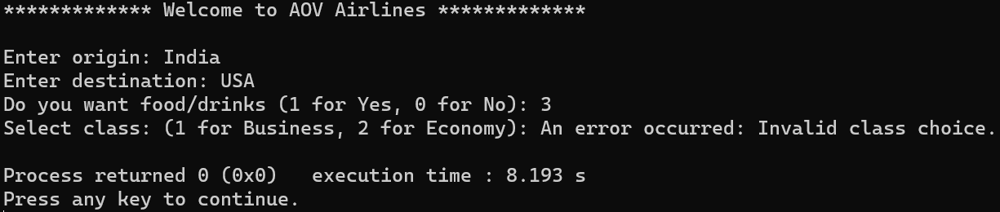 ************* Welcome to AOV Airlines *************
Enter origin: India
Enter destination: USA
Do you want food/drinks (1 for Yes, 0 for No): 3
Select class: (1 for Business, 2 for Economy): An error occurred: Invalid class choice.
Process returned 0 (0x0)   execution time : 8.193 s
Press any key to continue.